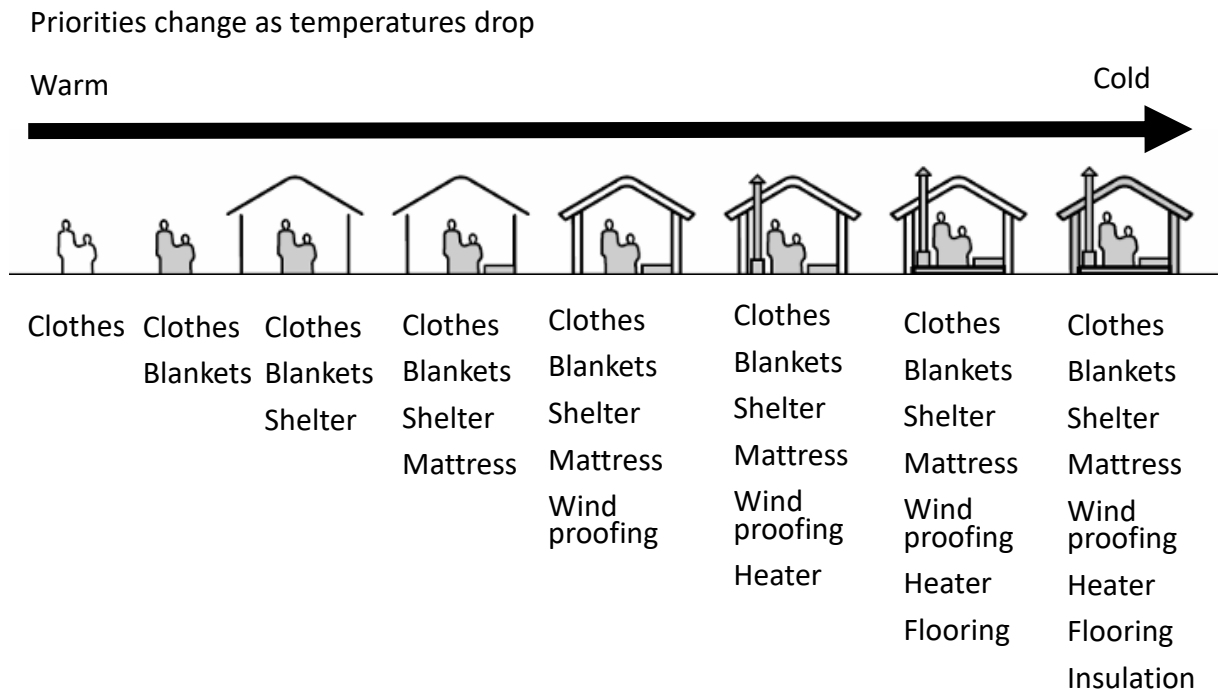 Priorities change as temperatures drop
Warm
Cold
Clothes
Clothes
Blankets
Clothes
Blankets
Shelter
Clothes
Blankets
Shelter
Mattress
Clothes
Blankets
Shelter
Mattress
Wind
proofing
Clothes
Blankets
Shelter
Mattress
Wind
proofing
Heater
Clothes
Blankets
Shelter
Mattress
Wind
proofing
Heater
Flooring
Clothes
Blankets
Shelter
Mattress
Wind
proofing
Heater
Flooring
Insulation